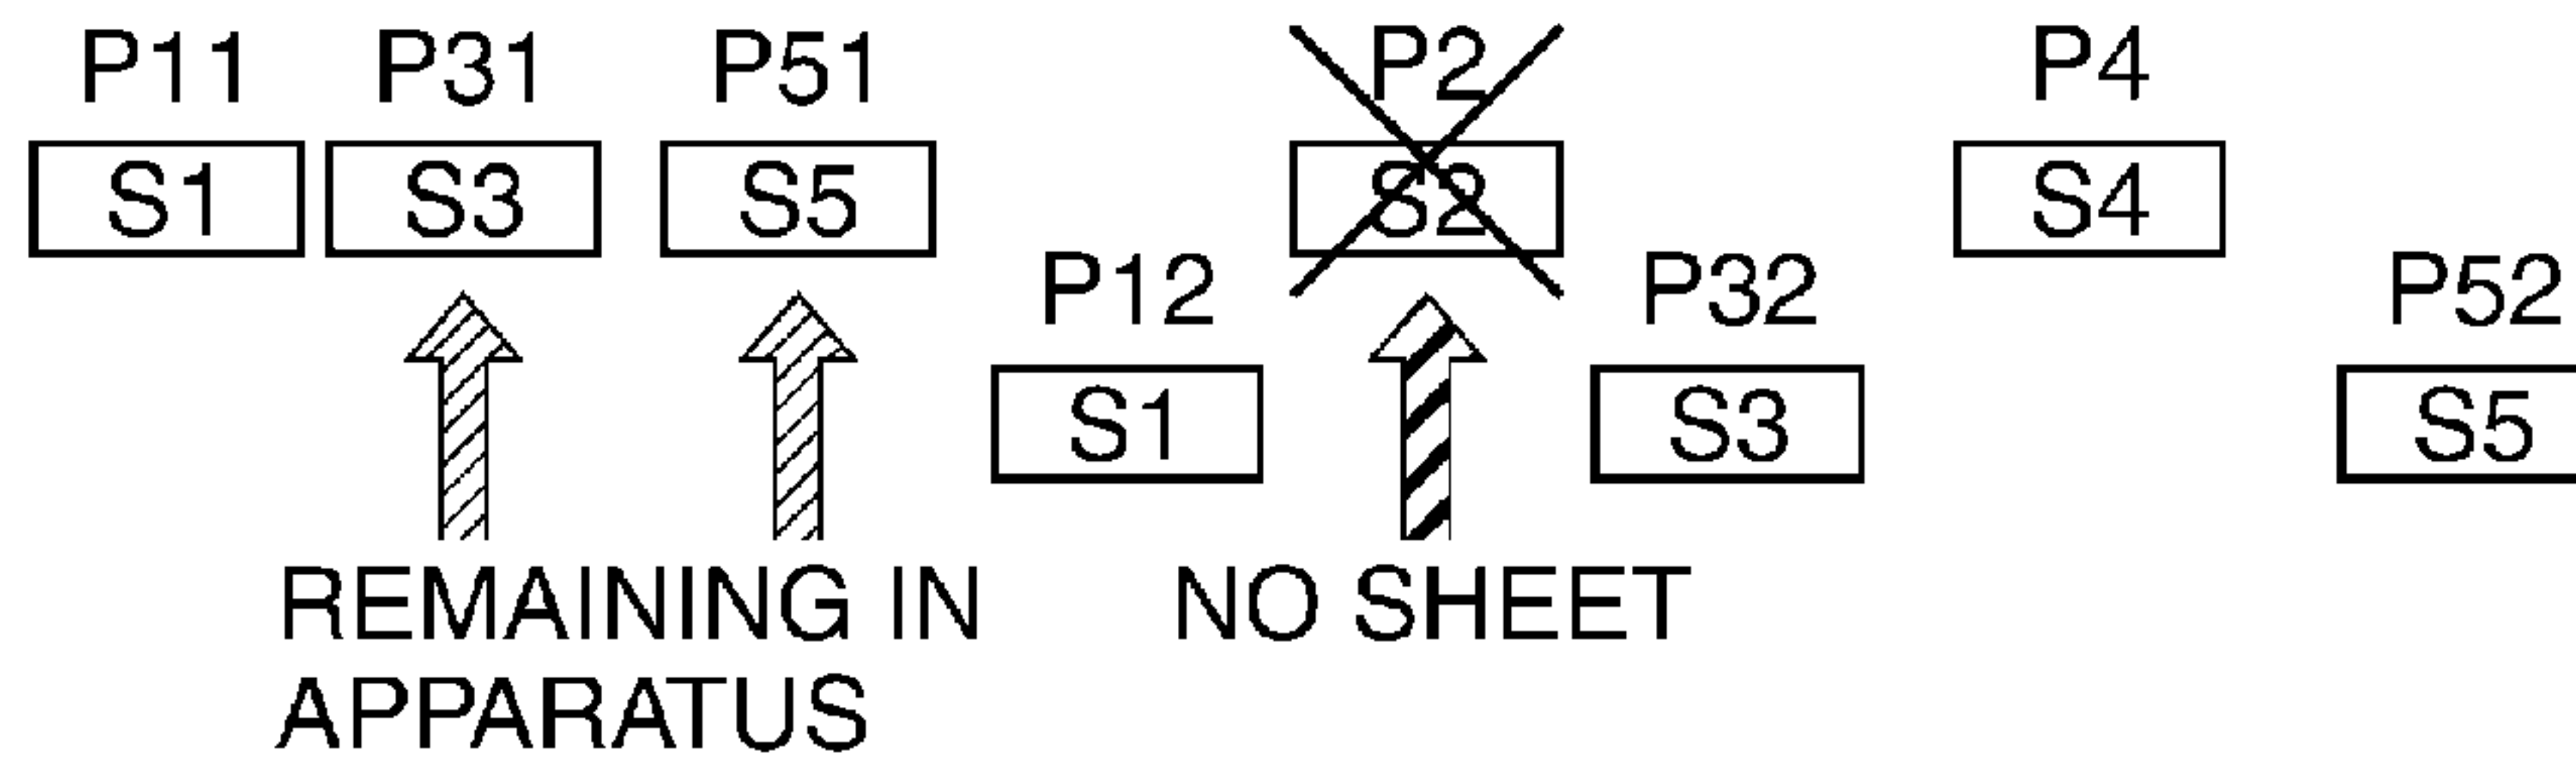 P11 P31 P51 P2 P4
S1 S3 S5 S2 S4
P12 P32 P52
S1 S3 S5
REMAINING IN NO SHEET
APPARATUS